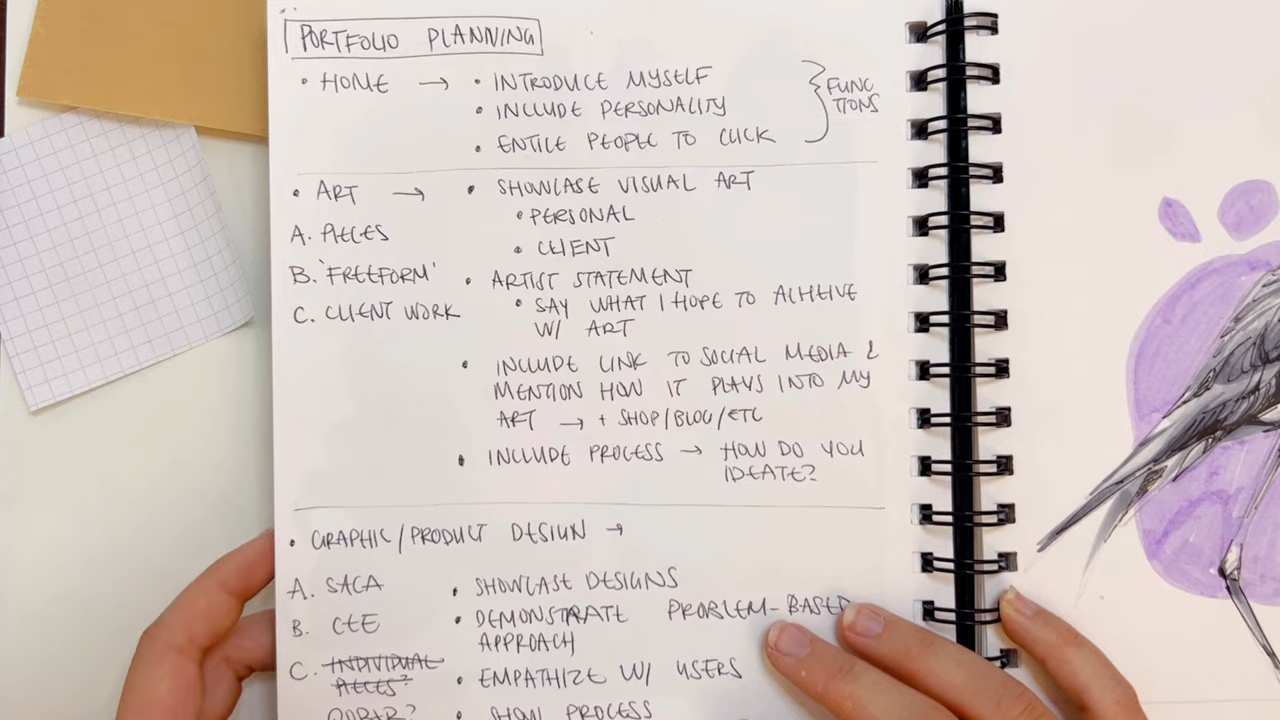 PORTFOLIO PLANNING
• HOME → • INTRODUCE MYSELF
• INCLUDE PERSONALITY
• ENTICE PEOPLE TO CLICK
FUNC
TIONS
• ART → • SHOWCASE VISUAL ART
• PERSONAL
A. PIECES
• CLIENT
B. 'FREEFORM'
• ARTIST STATEMENT
C. CLIENT WORK
• SAY WHAT I HOPE TO ACHIEVE
W/ ART
• INCLUDE LINK TO SOCIAL MEDIA &
MENTION HOW IT PLAYS INTO MY
ART → + SHOP/BLOG/ETC
• INCLUDE PROCESS → HOW DO YOU
IDEATE?
• GRAPHIC/PRODUCT DESIGN →
A. SACA • SHOWCASE DESIGNS
B. CEE • DEMONSTRATE PROBLEM-BASED
APPROACH
C. INDIVIDUAL
PIECES?
• EMPATHIZE W/ USERS
• SHOW PROCESS